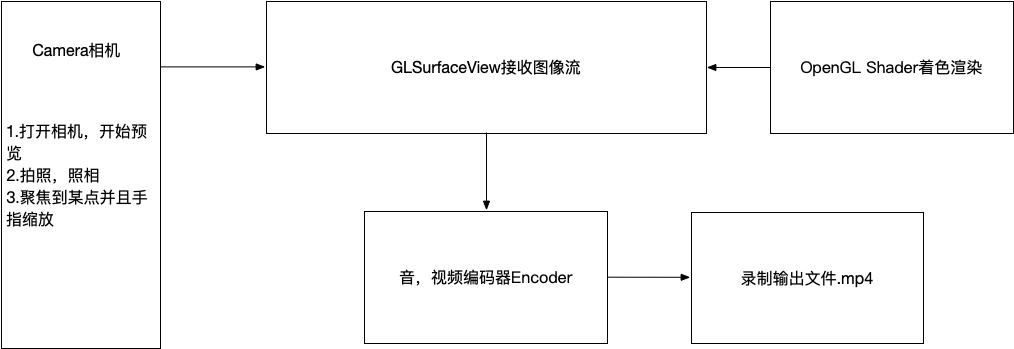 Camera相机
1.打开相机，开始预
览
2.拍照，照相
3.聚焦到某点并且手
指缩放
GLSurfaceView接收图像流
OpenGL Shader着色渲染
音，视频编码器Encoder
录制输出文件.mp4